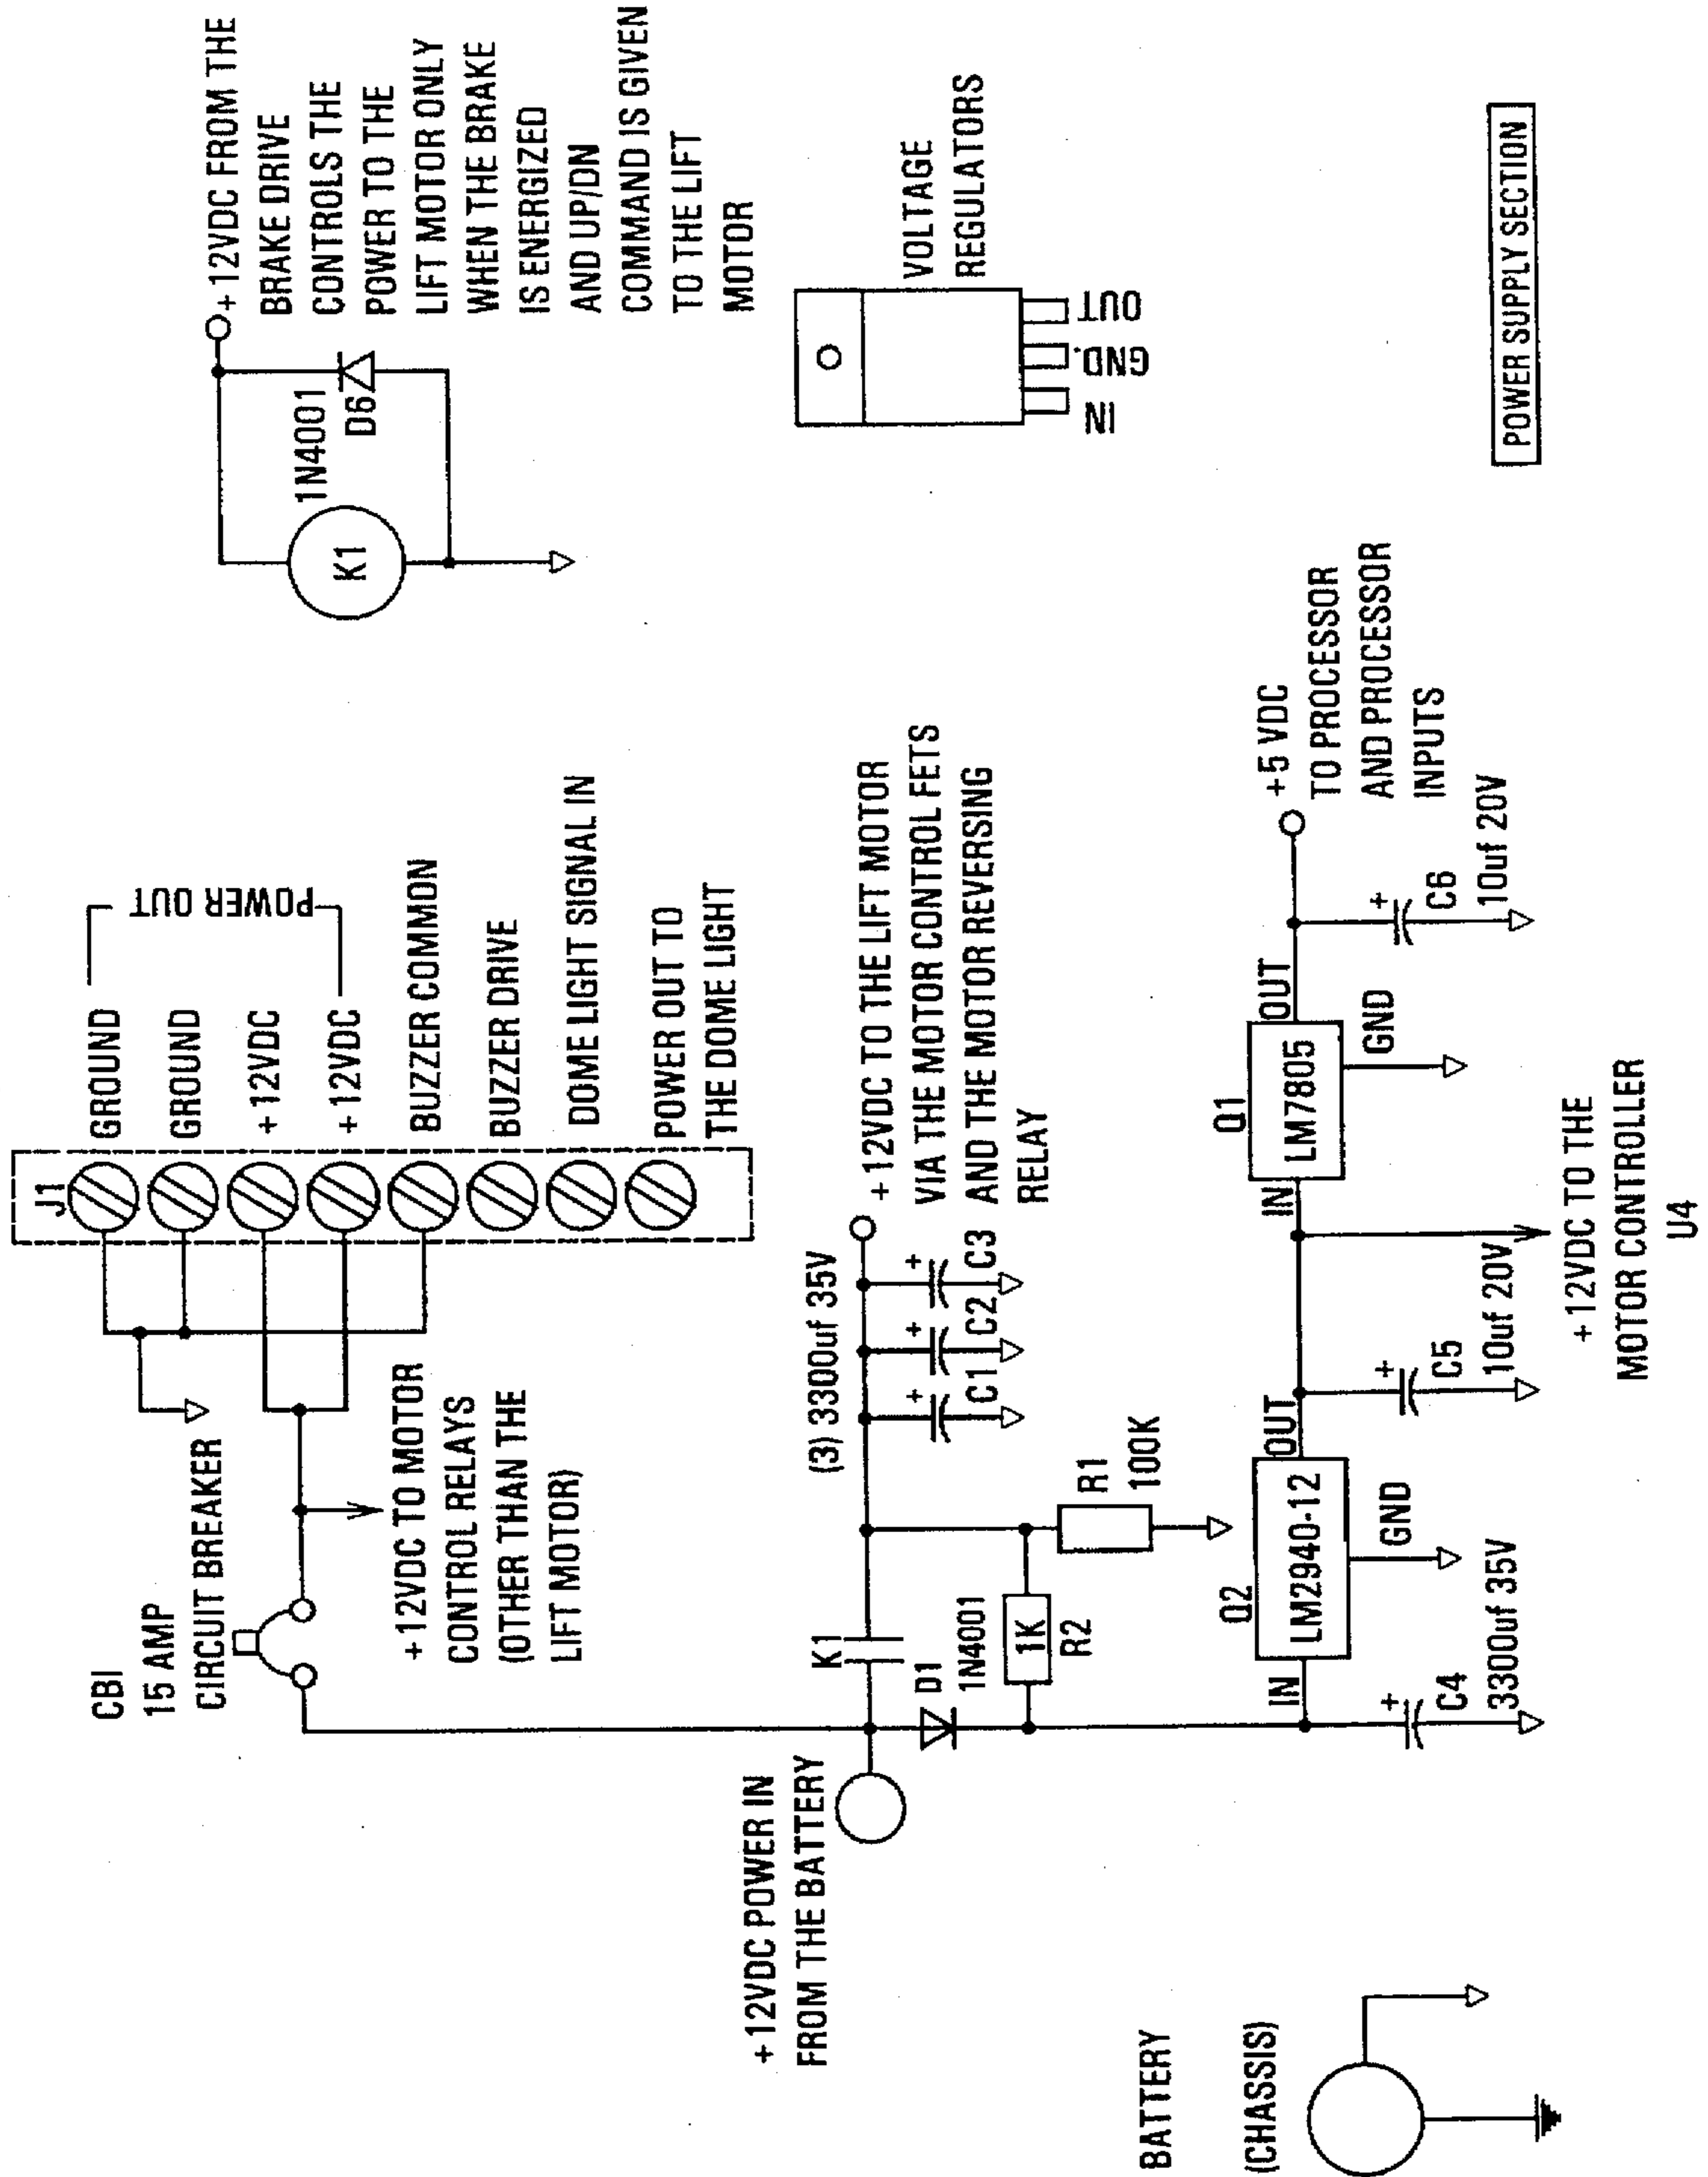 J1
GROUND
GROUND
+12VDC
+12VDC
POWER OUT
BUZZER COMMON
BUZZER DRIVE
DOME LIGHT SIGNAL IN
POWER OUT TO
THE DOME LIGHT
CBI
15 AMP
CIRCUIT BREAKER
+12VDC TO MOTOR
CONTROL RELAYS
(OTHER THAN THE
LIFT MOTOR)
+12VDC FROM THE
BRAKE DRIVE
CONTROLS THE
POWER TO THE
LIFT MOTOR ONLY
WHEN THE BRAKE
IS ENERGIZED
AND UP/DN
COMMAND IS GIVEN
TO THE LIFT
MOTOR
1N4001
D6
K1
+12VDC POWER IN
FROM THE BATTERY
K1
(3) 3300uf 35V
C1
C2
C3
+12VDC TO THE LIFT MOTOR
VIA THE MOTOR CONTROL FETS
AND THE MOTOR REVERSING
RELAY
D1
1N4001
1K
R2
R1
100K
VOLTAGE
REGULATORS
IN
GND.
OUT
BATTERY
(CHASSIS)
Q2
IN
LM2940-12
OUT
GND
C4
3300uf 35V
C5
10uf 20V
Q1
IN
LM7805
OUT
GND
C6
10uf 20V
+5 VDC
TO PROCESSOR
AND PROCESSOR
INPUTS
+12VDC TO THE
MOTOR CONTROLLER
U4
POWER SUPPLY SECTION